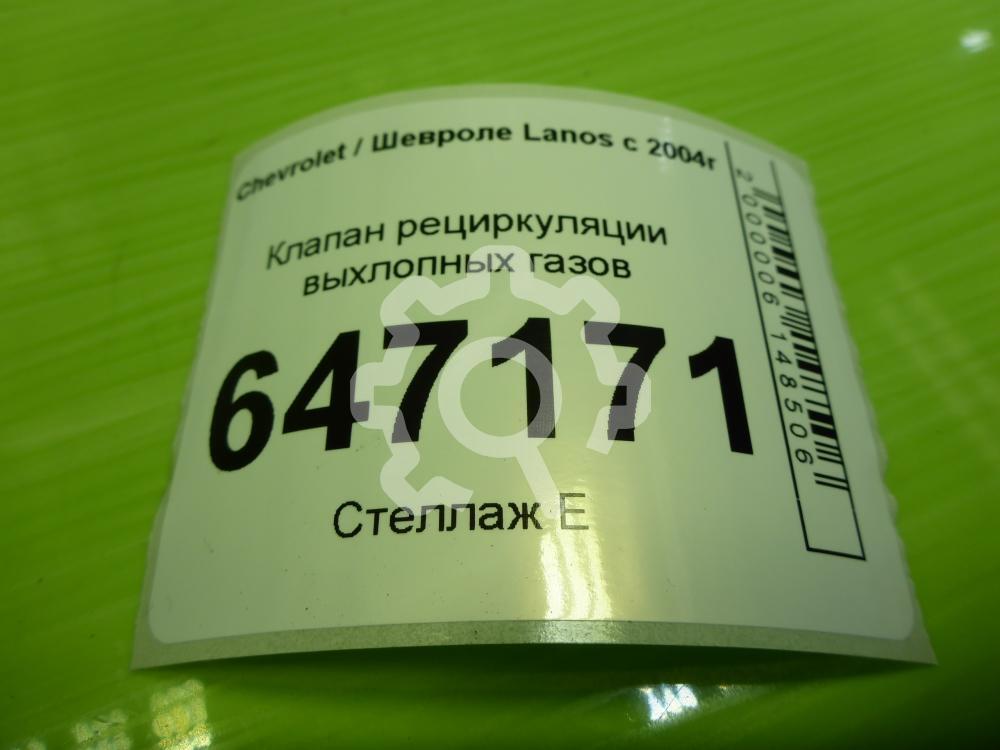 Chevrolet / Шевроле Lanos с 2004г
Клапан рециркуляции
выхлопных газов
647171
Стеллаж Е
2000006148506